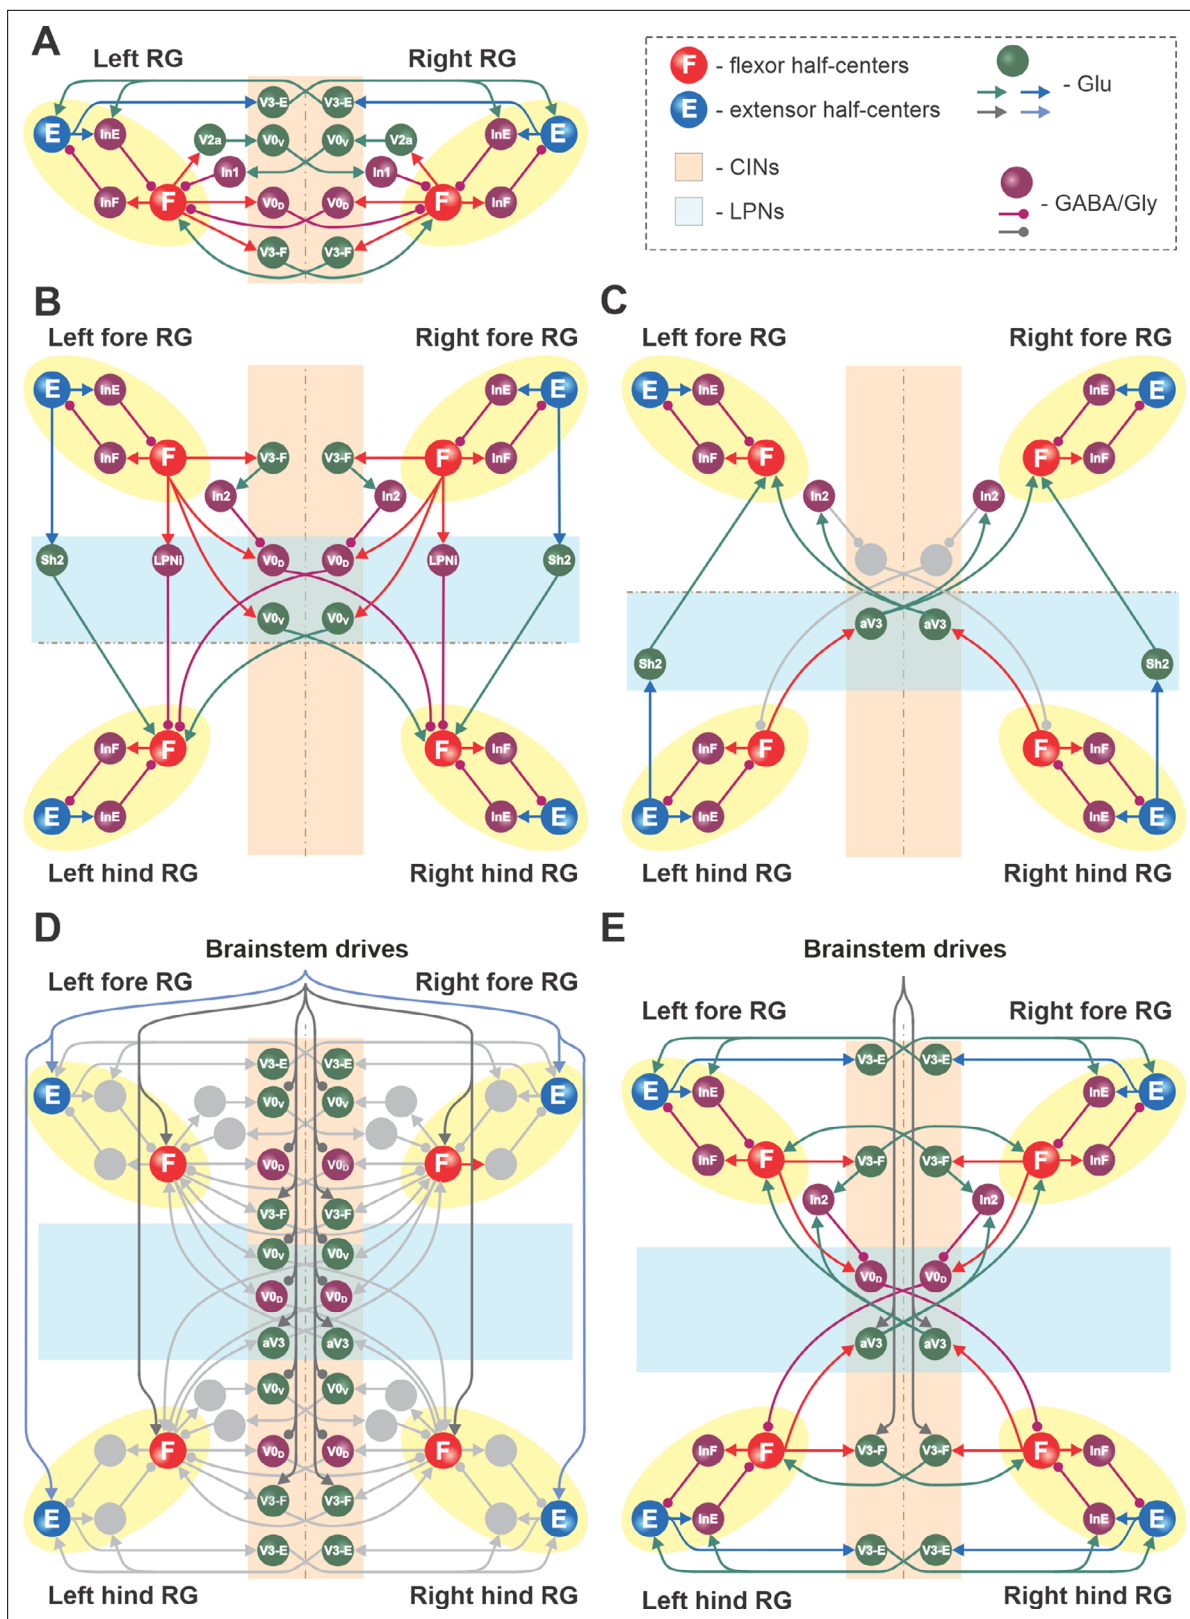 A
Left RG
Right RG
F - flexor half-centers
E - extensor half-centers
- CINs
- LPNs
- Glu
- GABA/Gly
V3-E V3-E
E InE V2a V0V V0V V2a InE E
In1 In1
InF F V0D V0D F InF
V3-F V3-F
B
Left fore RG
Right fore RG
E InE InE E
InF F V3-F V3-F F InF
In2 In2
Sh2 LPNi V0D V0D LPNi Sh2
V0V V0V
InF F F InF
E InE InE E
Left hind RG
Right hind RG
C
Left fore RG
Right fore RG
E InE InE E
InF F F InF
In2 In2
aV3 aV3
Sh2 Sh2
InF F F InF
E InE InE E
Left hind RG
Right hind RG
D
Brainstem drives
Left fore RG
Right fore RG
V3-E V3-E
E V0V V0V E
F V0D V0D F
V3-F V3-F
V0V V0V
V0D V0D
aV3 aV3
V0V V0V
F V0D V0D F
V3-F V3-F
E E
V3-E V3-E
Left hind RG
Right hind RG
E
Brainstem drives
Left fore RG
Right fore RG
V3-E V3-E
E InE InE E
InF F V3-F V3-F F InF
In2 In2
V0D V0D
aV3 aV3
InF F V3-F V3-F F InF
E InE InE E
V3-E V3-E
Left hind RG
Right hind RG